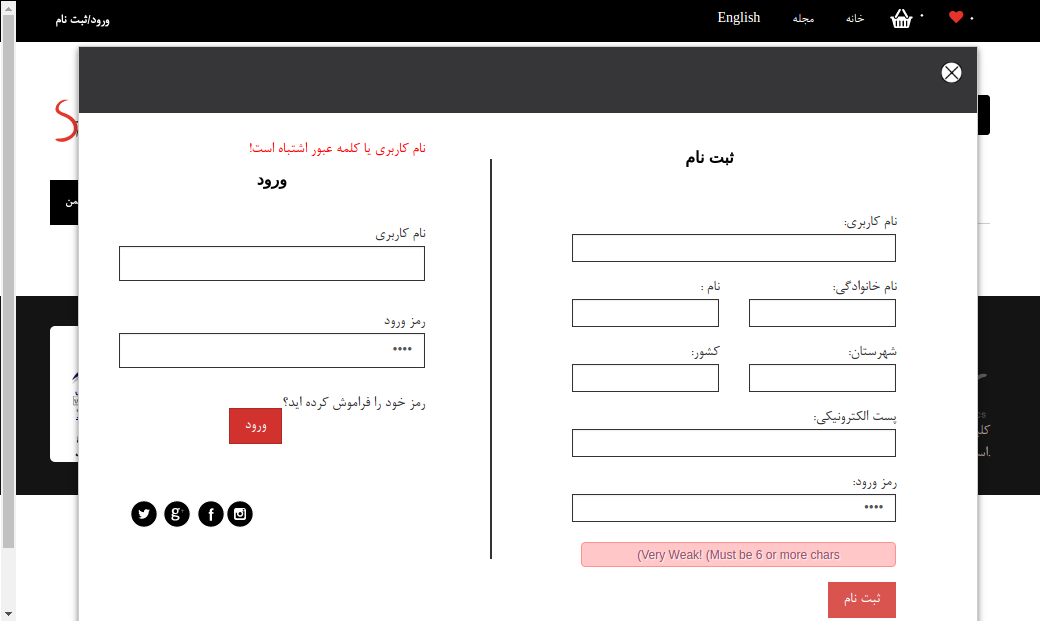 ورود/ثبت نام
English
مجله
خانه
نام کاربری یا کلمه عبور اشتباه است!
ورود
نام کاربری
رمز ورود
••••
رمز خود را فراموش کرده اید؟
ورود
ثبت نام
نام کاربری:
نام خانوادگی:
نام :
شهرستان:
کشور:
پست الکترونیکی:
رمز ورود:
••••
(Very Weak! (Must be 6 or more chars
ثبت نام